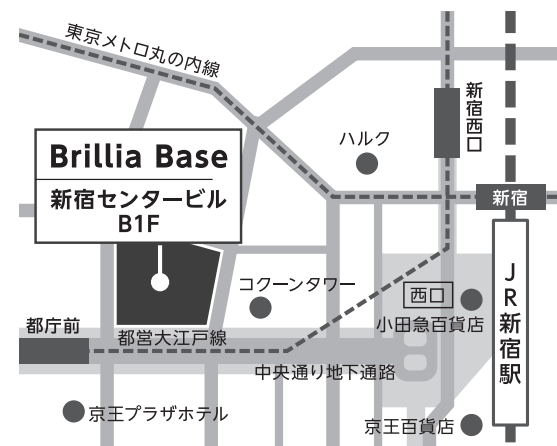 東京メトロ丸の内線
新宿西口
ハルク
Brillia Base
新宿センタービル
B1F
新宿
JR新宿駅
コクーンタワー
西口
小田急百貨店
都庁前
都営大江戸線
中央通り地下通路
京王プラザホテル
京王百貨店